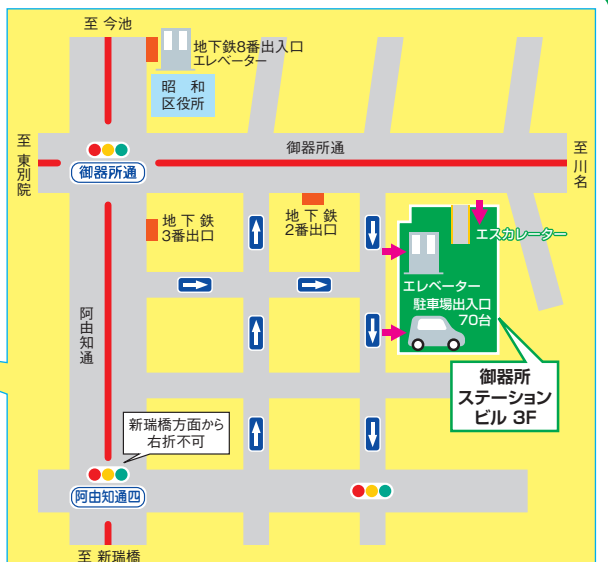 至 今池
地下鉄8番出入口
エレベーター
昭 和
区役所
至 東別院
御器所通
御器所通
至 川名
地 下 鉄
3番出口
地 下 鉄
2番出口
エスカレーター
エレベーター
駐車場出入口
70台
阿由知通
御器所
ステーション
ビル 3F
新瑞橋方面から
右折不可
阿由知通四
至 新瑞橋